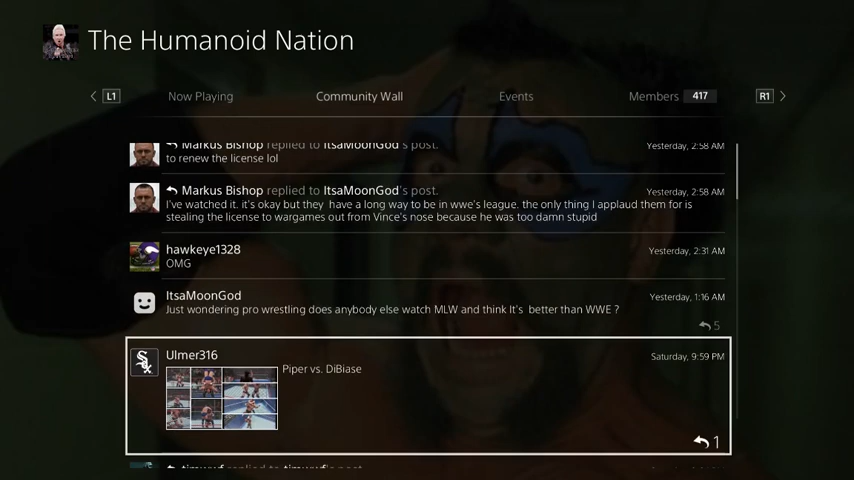 The Humanoid Nation
L1
Now Playing
Community Wall
Events
Members 417
R1
Markus Bishop replied to ItsaMoonGod's post.
Yesterday, 2:58 AM
to renew the license lol
Markus Bishop replied to ItsaMoonGod's post.
Yesterday, 2:58 AM
I've watched it. it's okay but they have a long way to be in wwe's league. the only thing I applaud them for is
stealing the license to wargames out from Vince's nose because he was too damn stupid
hawkeye1328
Yesterday, 2:31 AM
OMG
ItsaMoonGod
Yesterday, 1:16 AM
Just wondering pro wrestling does anybody else watch MLW and think It's better than WWE ?
5
Ulmer316
Saturday, 9:59 PM
Sox
Piper vs. DiBiase
1
replied to